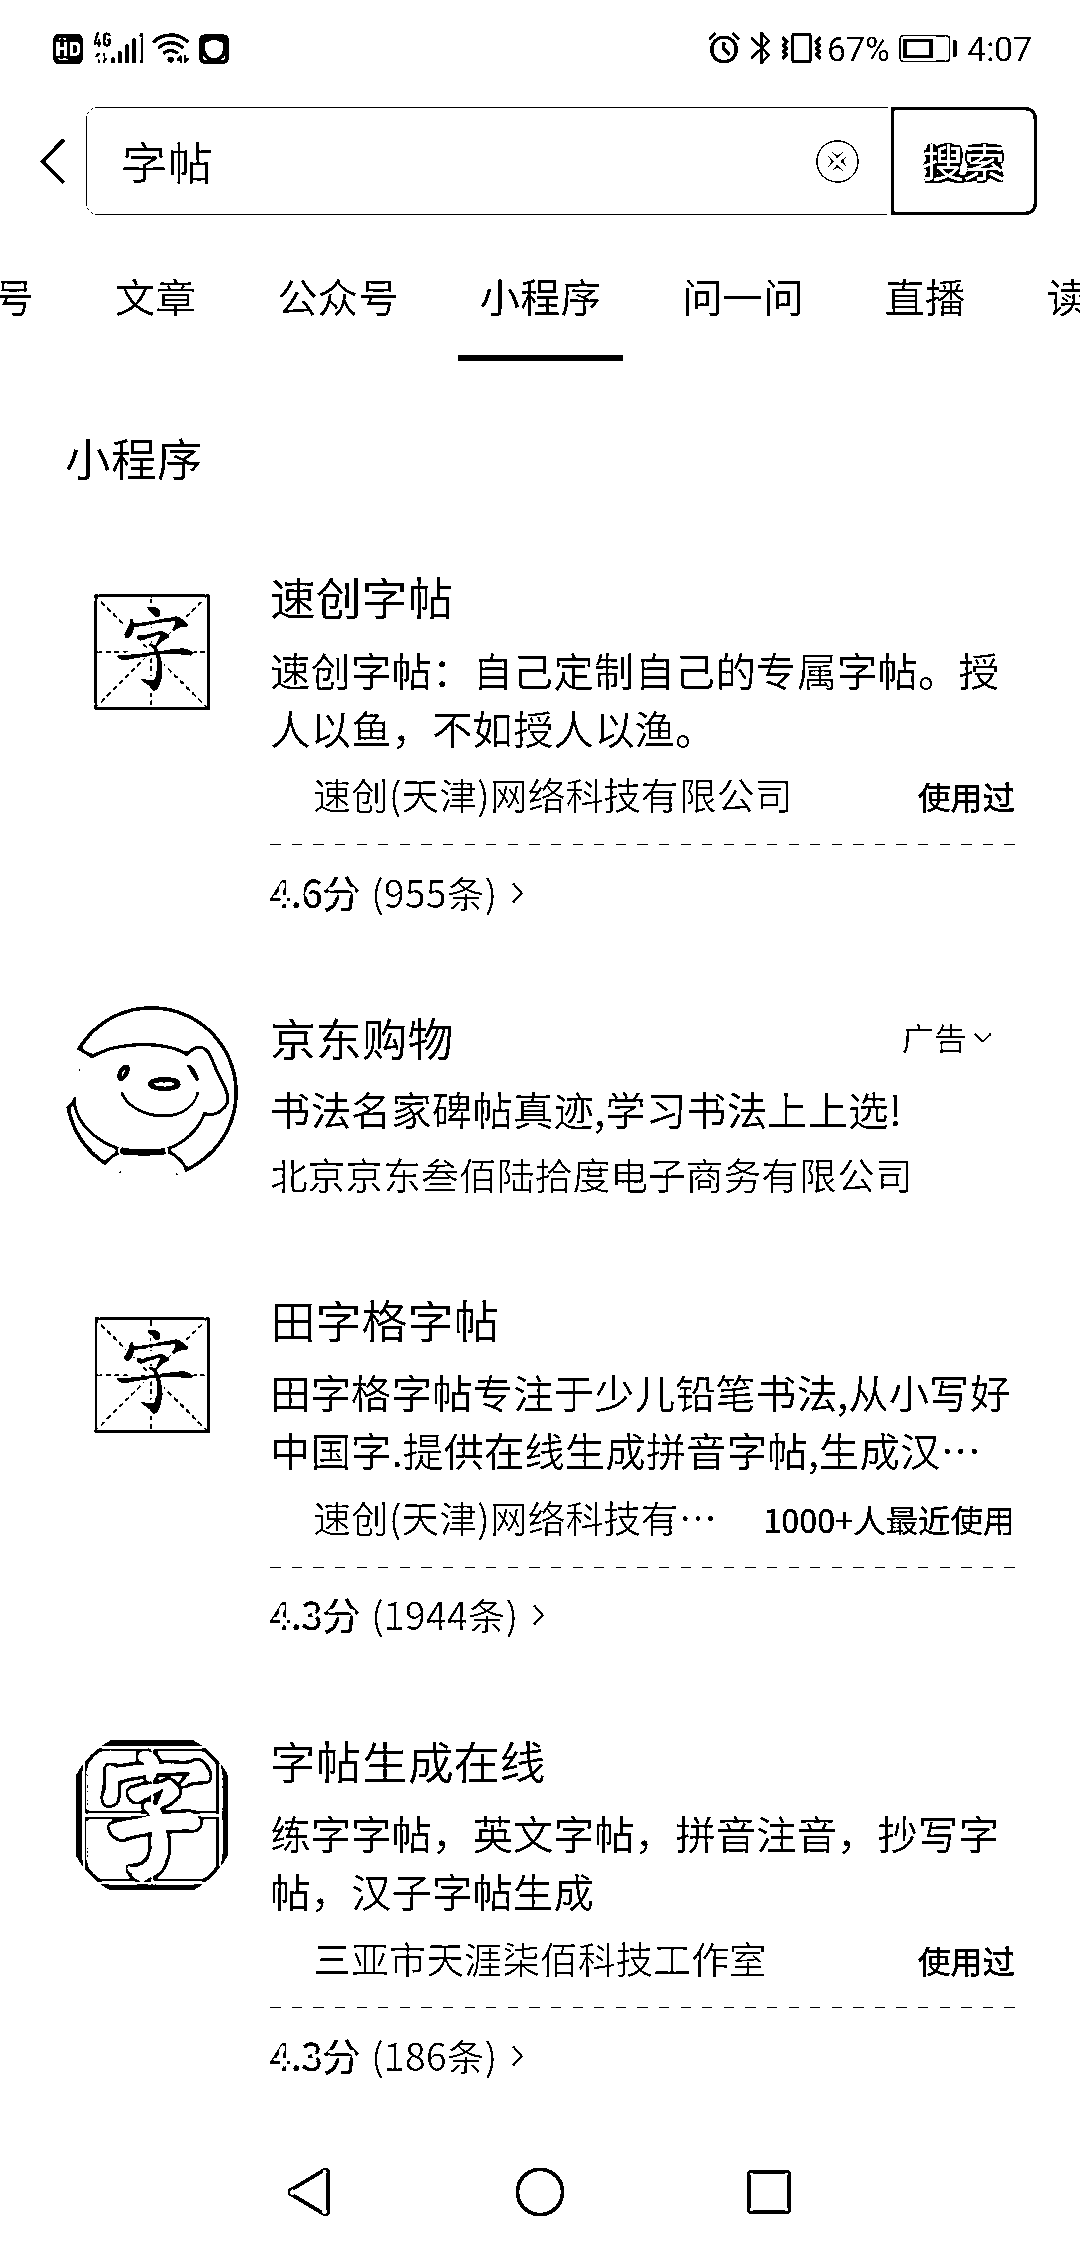 HD 4G 67% 4:07
字帖 搜索
号 文章 公众号 小程序 问一问 直播 读
小程序
字
速创字帖
速创字帖：自己定制自己的专属字帖。授
人以鱼，不如授人以渔。
速创(天津)网络科技有限公司 使用过
4.6分 (955条) >
京东购物 广告
书法名家碑帖真迹,学习书法上上选!
北京京东叁佰陆拾度电子商务有限公司
字
田字格字帖
田字格字帖专注于少儿铅笔书法,从小写好
中国字.提供在线生成拼音字帖,生成汉…
速创(天津)网络科技有… 1000+人最近使用
4.3分 (1944条) >
字
字帖生成在线
练字字帖，英文字帖，拼音注音，抄写字
帖，汉子字帖生成
三亚市天涯柒佰科技工作室 使用过
4.3分 (186条) >